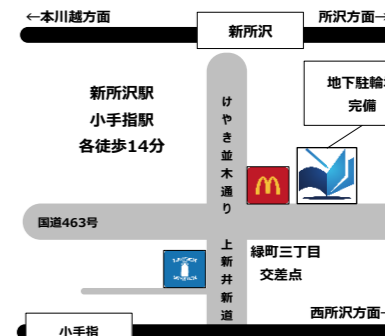 ←本川越方面
所沢方面→
新所沢
新所沢駅
小手指駅
各徒歩14分
地下駐輪場
完備
けやき並木通り
国道463号
上新井新道
緑町三丁目
交差点
西所沢方面→
小手指